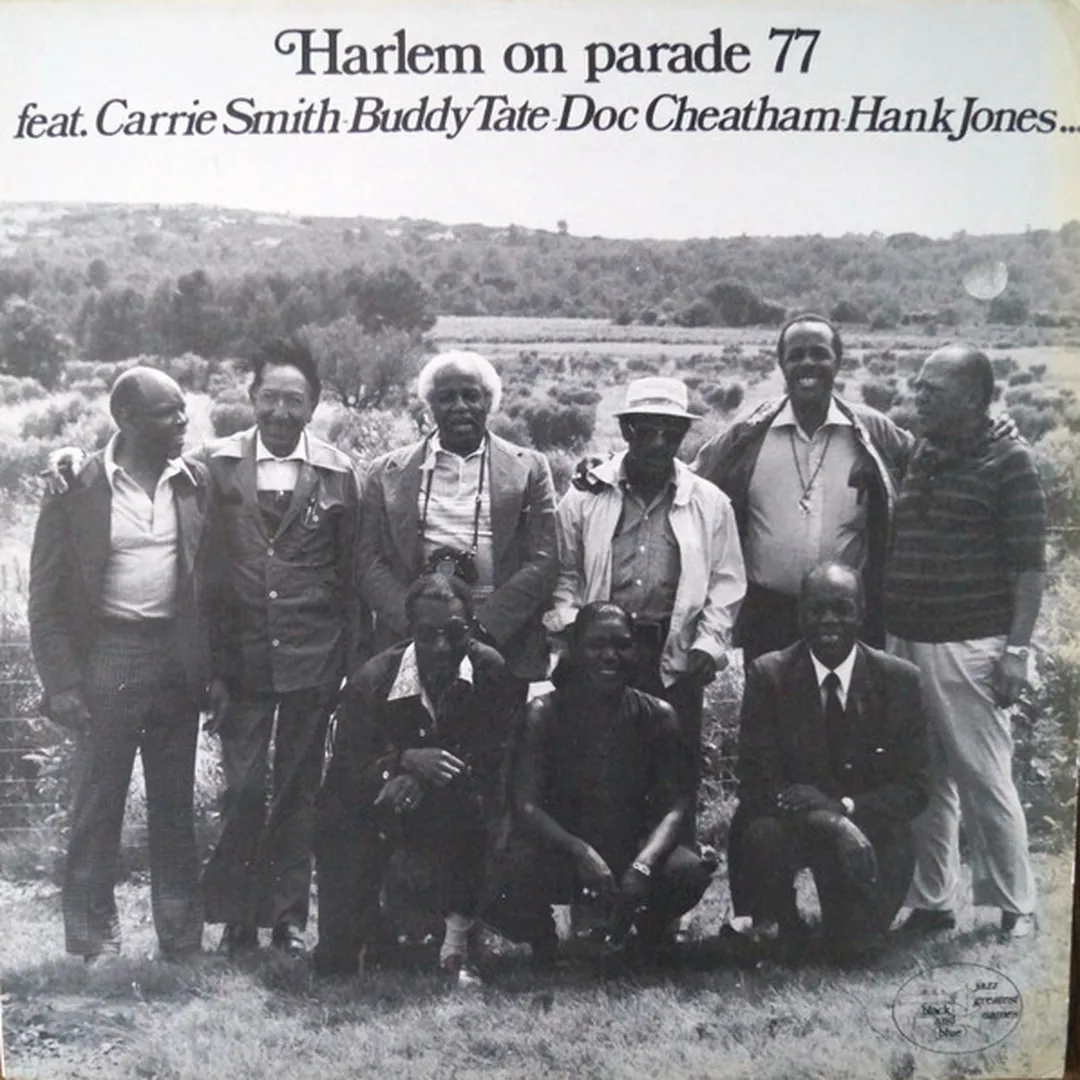 Harlem on parade 77
feat. Carrie Smith-Buddy Tate-Doc Cheatham-Hank Jones...
black
and
blue
jazz
greatest
names